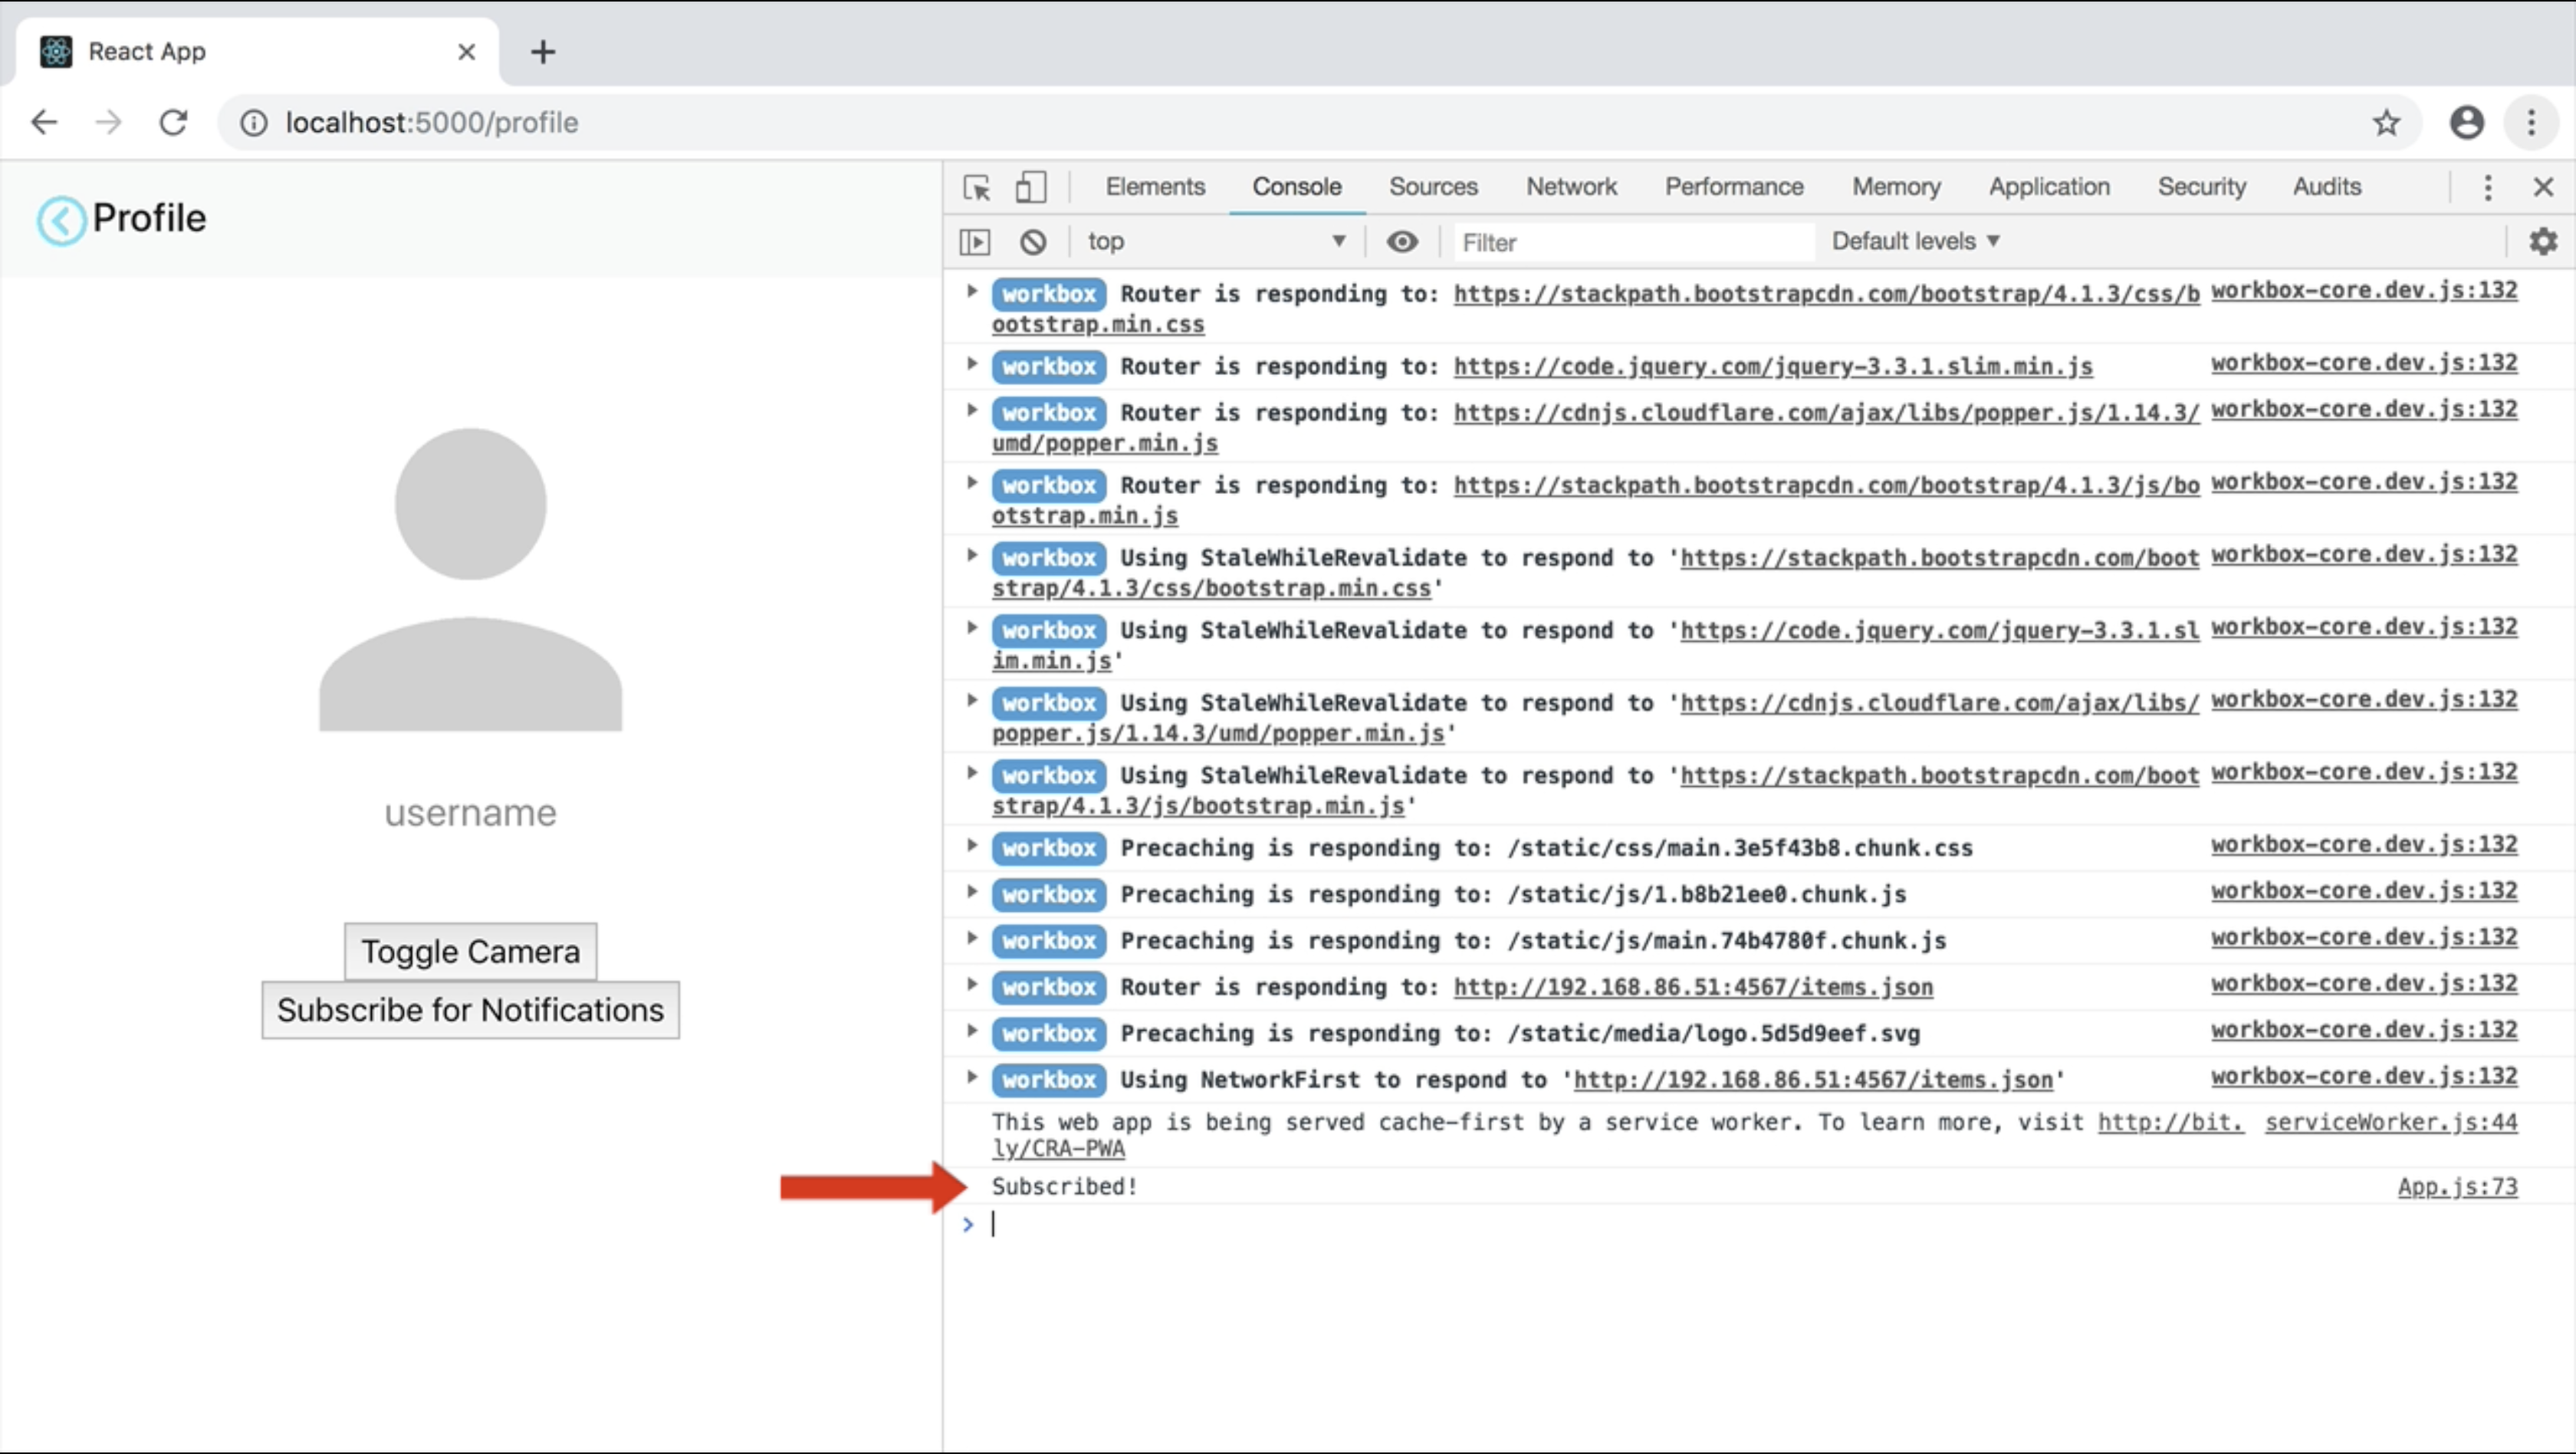 React App
localhost:5000/profile
Profile
username
Toggle Camera
Subscribe for Notifications
Elements Console Sources Network Performance Memory Application Security Audits
top Filter Default levels
workbox Router is responding to: https://stackpath.bootstrapcdn.com/bootstrap/4.1.3/css/b workbox-core.dev.js:132
ootstrap.min.css
workbox Router is responding to: https://code.jquery.com/jquery-3.3.1.slim.min.js workbox-core.dev.js:132
workbox Router is responding to: https://cdnjs.cloudflare.com/ajax/libs/popper.js/1.14.3/ workbox-core.dev.js:132
umd/popper.min.js
workbox Router is responding to: https://stackpath.bootstrapcdn.com/bootstrap/4.1.3/js/bo workbox-core.dev.js:132
otstrap.min.js
workbox Using StaleWhileRevalidate to respond to 'https://stackpath.bootstrapcdn.com/boot workbox-core.dev.js:132
strap/4.1.3/css/bootstrap.min.css'
workbox Using StaleWhileRevalidate to respond to 'https://code.jquery.com/jquery-3.3.1.sl workbox-core.dev.js:132
im.min.js'
workbox Using StaleWhileRevalidate to respond to 'https://cdnjs.cloudflare.com/ajax/libs/ workbox-core.dev.js:132
popper.js/1.14.3/umd/popper.min.js'
workbox Using StaleWhileRevalidate to respond to 'https://stackpath.bootstrapcdn.com/boot workbox-core.dev.js:132
strap/4.1.3/js/bootstrap.min.js'
workbox Precaching is responding to: /static/css/main.3e5f43b8.chunk.css workbox-core.dev.js:132
workbox Precaching is responding to: /static/js/1.b8b21ee0.chunk.js workbox-core.dev.js:132
workbox Precaching is responding to: /static/js/main.74b4780f.chunk.js workbox-core.dev.js:132
workbox Router is responding to: http://192.168.86.51:4567/items.json workbox-core.dev.js:132
workbox Precaching is responding to: /static/media/logo.5d5d9eef.svg workbox-core.dev.js:132
workbox Using NetworkFirst to respond to 'http://192.168.86.51:4567/items.json' workbox-core.dev.js:132
This web app is being served cache-first by a service worker. To learn more, visit http://bit. serviceWorker.js:44
ly/CRA-PWA
Subscribed! App.js:73